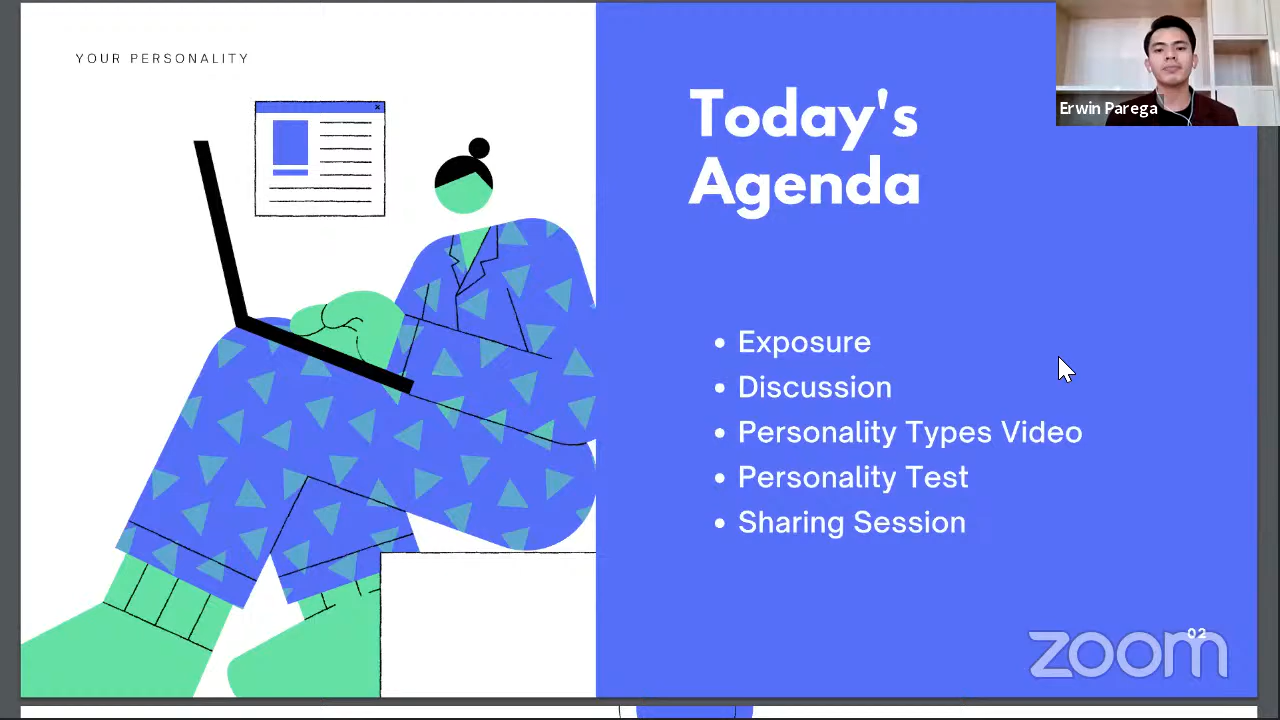 YOUR PERSONALITY
Today's
Agenda
Erwin Parega
Exposure
Discussion
Personality Types Video
Personality Test
Sharing Session
02
zoom